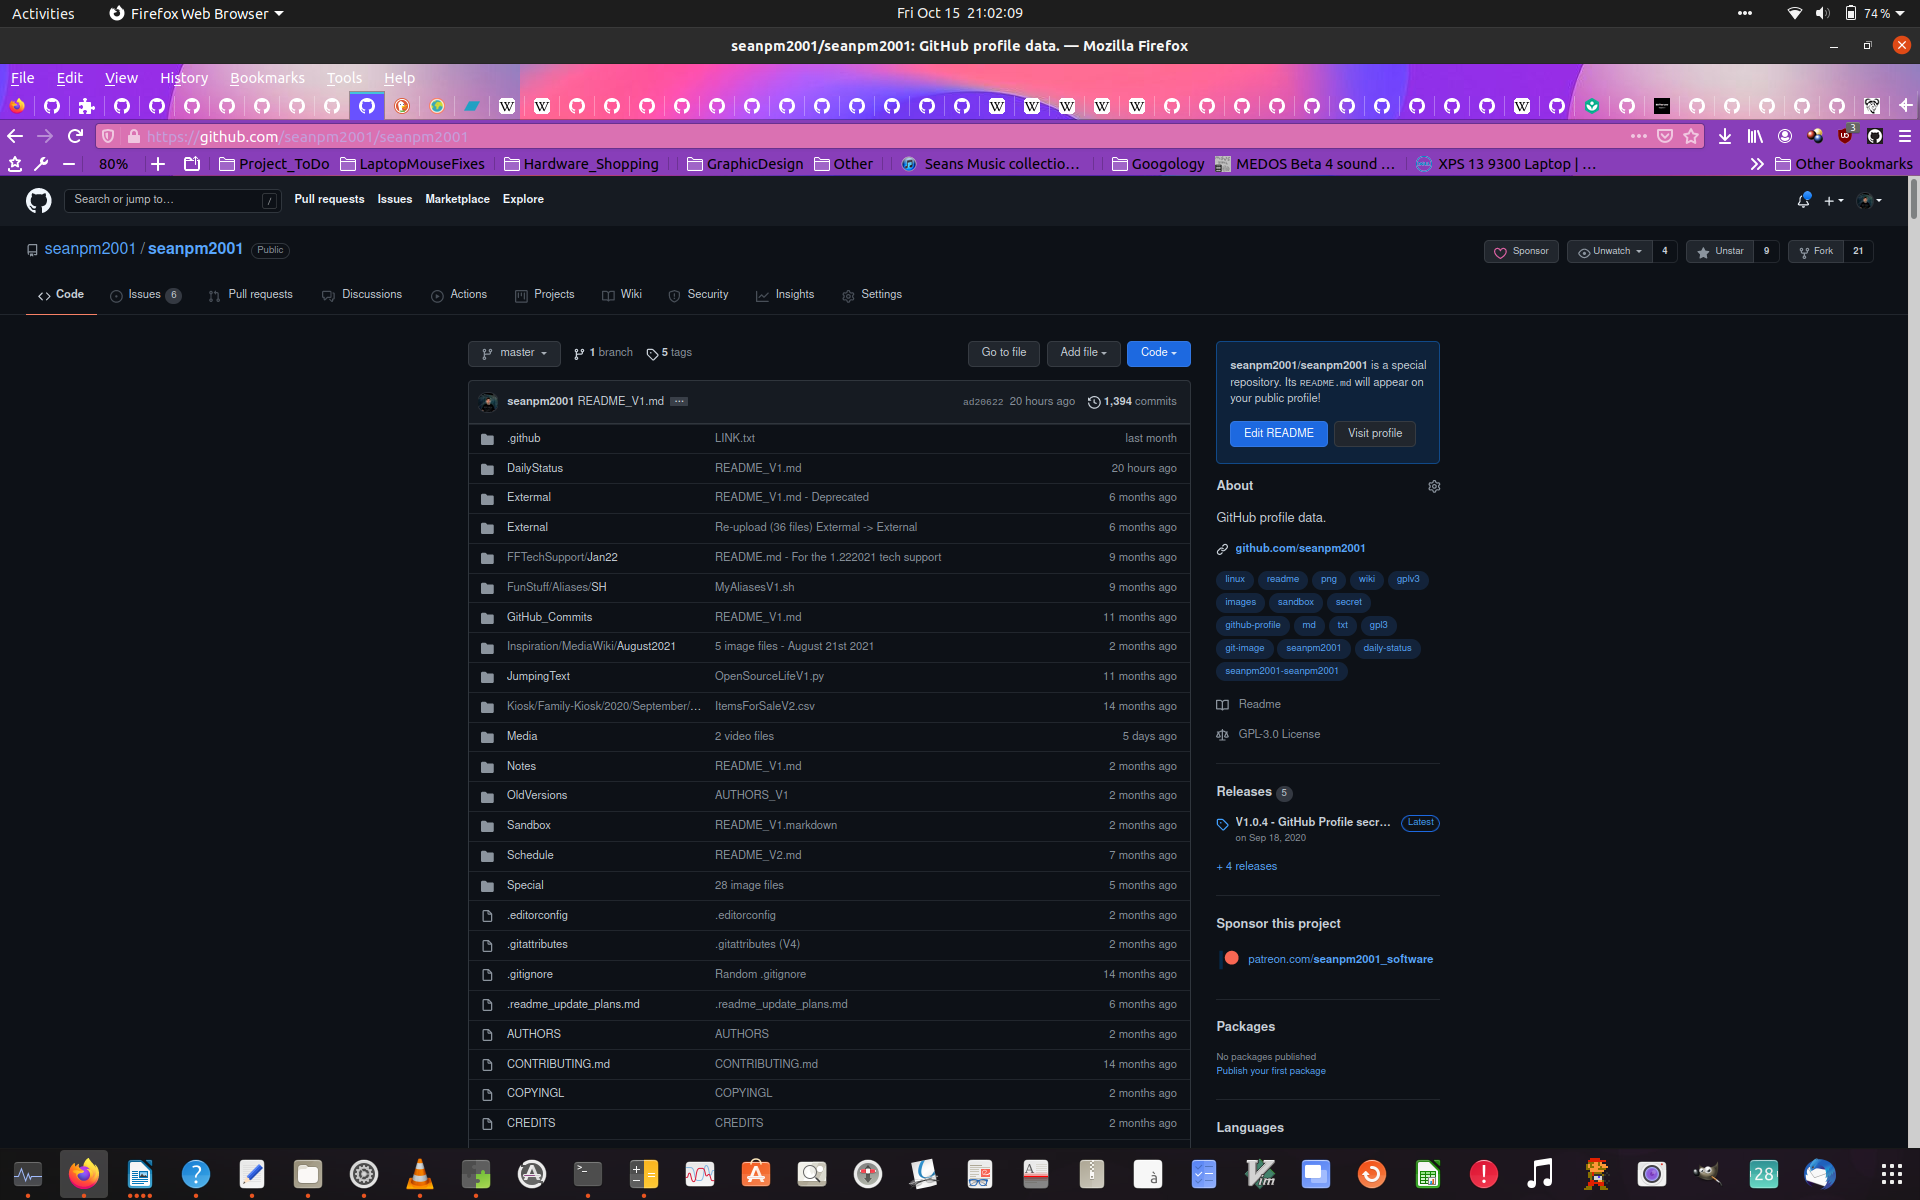 Activities Firefox Web Browser Fri Oct 15 21:02:09 74%
seanpm2001/seanpm2001: GitHub profile data. — Mozilla Firefox
File Edit View History Bookmarks Tools Help
https://github.com/seanpm2001/seanpm2001 3
80% Project_ToDo LaptopMouseFixes Hardware_Shopping GraphicDesign Other Seans Music collectio... Googology MEDOS Beta 4 sound ... XPS 13 9300 Laptop | ... Other Bookmarks
Search or jump to... / Pull requests Issues Marketplace Explore
seanpm2001 / seanpm2001 Public Sponsor Unwatch 4 Unstar 9 Fork 21
Code Issues 6 Pull requests Discussions Actions Projects Wiki Security Insights Settings
master 1 branch 5 tags Go to file Add file Code
seanpm2001 README_V1.md ad20622 20 hours ago 1,394 commits
.github LINK.txt last month
DailyStatus README_V1.md 20 hours ago
Extermal README_V1.md - Deprecated 6 months ago
External Re-upload (36 files) Extermal -> External 6 months ago
FFTechSupport/Jan22 README.md - For the 1.222021 tech support 9 months ago
FunStuff/Aliases/SH MyAliasesV1.sh 9 months ago
GitHub_Commits README_V1.md 11 months ago
Inspiration/MediaWiki/August2021 5 image files - August 21st 2021 2 months ago
JumpingText OpenSourceLifeV1.py 11 months ago
Kiosk/Family-Kiosk/2020/September/... ItemsForSaleV2.csv 14 months ago
Media 2 video files 5 days ago
Notes README_V1.md 2 months ago
OldVersions AUTHORS_V1 2 months ago
Sandbox README_V1.markdown 2 months ago
Schedule README_V2.md 7 months ago
Special 28 image files 5 months ago
.editorconfig .editorconfig 2 months ago
.gitattributes .gitattributes (V4) 2 months ago
.gitignore Random .gitignore 14 months ago
.readme_update_plans.md .readme_update_plans.md 6 months ago
AUTHORS AUTHORS 2 months ago
CONTRIBUTING.md CONTRIBUTING.md 14 months ago
COPYINGL COPYINGL 2 months ago
CREDITS CREDITS 2 months ago
seanpm2001/seanpm2001 is a special
repository. Its README.md will appear on
your public profile!
Edit README Visit profile
About
GitHub profile data.
github.com/seanpm2001
linux readme png wiki gplv3
images sandbox secret
github-profile md txt gpl3
git-image seanpm2001 daily-status
seanpm2001-seanpm2001
Readme
GPL-3.0 License
Releases 5
V1.0.4 - GitHub Profile secr... Latest
on Sep 18, 2020
+ 4 releases
Sponsor this project
patreon.com/seanpm2001_software
Packages
No packages published
Publish your first package
Languages
28